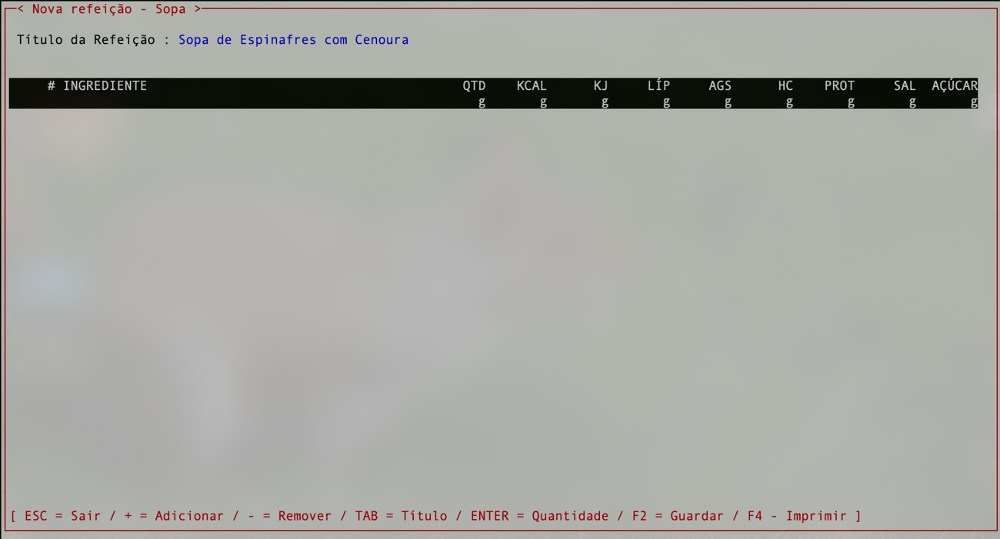 < Nova refeição - Sopa >
Título da Refeição : Sopa de Espinafres com Cenoura
# INGREDIENTE QTD KCAL KJ LÍP AGS HC PROT SAL AÇÚCAR
g g g g g g g g g
[ ESC = Sair / + = Adicionar / - = Remover / TAB = Título / ENTER = Quantidade / F2 = Guardar / F4 - Imprimir ]